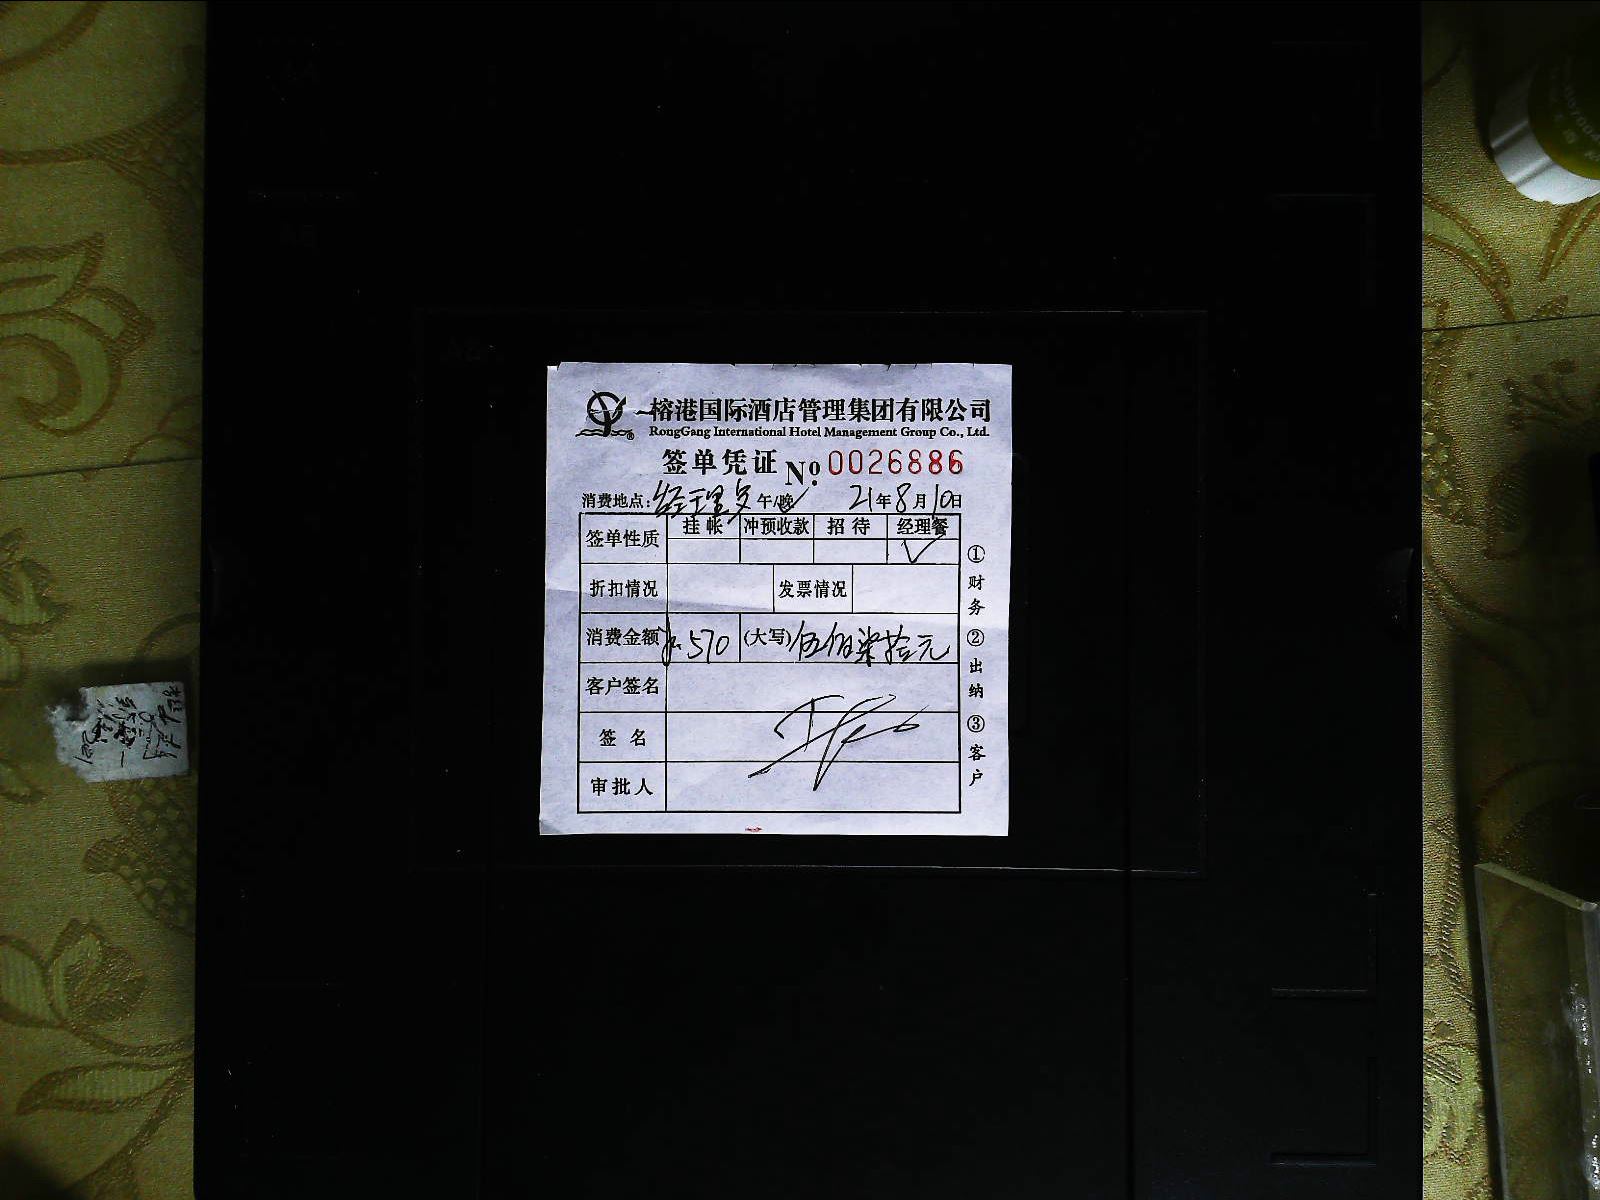 榕港国际酒店管理集团有限公司
RongGang International Hotel Management Group Co., Ltd.
签单凭证 No. 0026886
消费地点: 经理 午/晚 21年8月10日
签单性质 挂帐 冲预收款 招待 经理餐
√
折扣情况 发票情况
消费金额 570 (大写) 伍佰柒拾元
客户签名
签名
审批人
①财务 ②出纳 ③客户